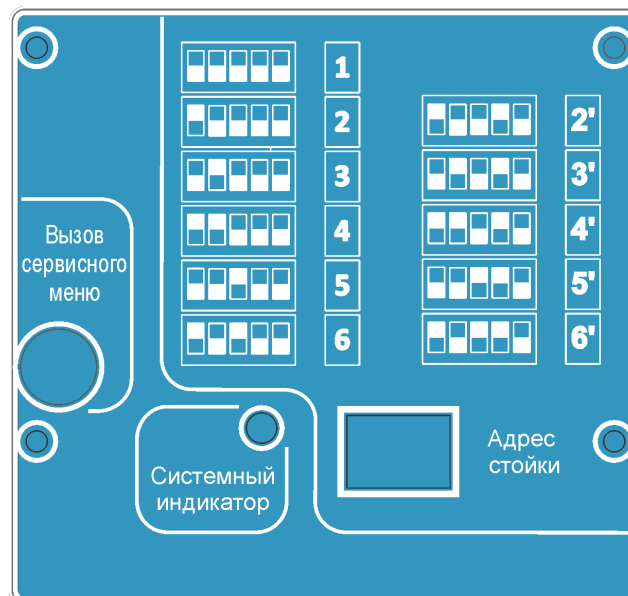 1
2
2'
3
3'
4
4'
5
5'
6
6'
Вызов
сервисного
меню
Адрес
стойки
Системный
индикатор